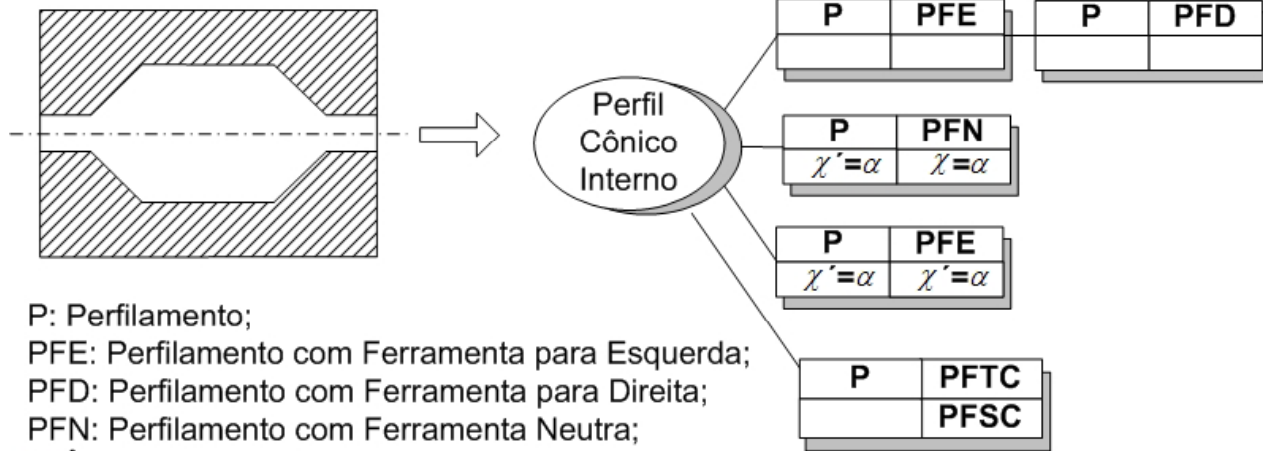 P PFE P PFD
Perfil
Cônico
Interno
P PFN
χ´=α χ=α
P PFE
χ´=α χ´=α
P PFTC
PFSC
P: Perfilamento;
PFE: Perfilamento com Ferramenta para Esquerda;
PFD: Perfilamento com Ferramenta para Direita;
PFN: Perfilamento com Ferramenta Neutra;